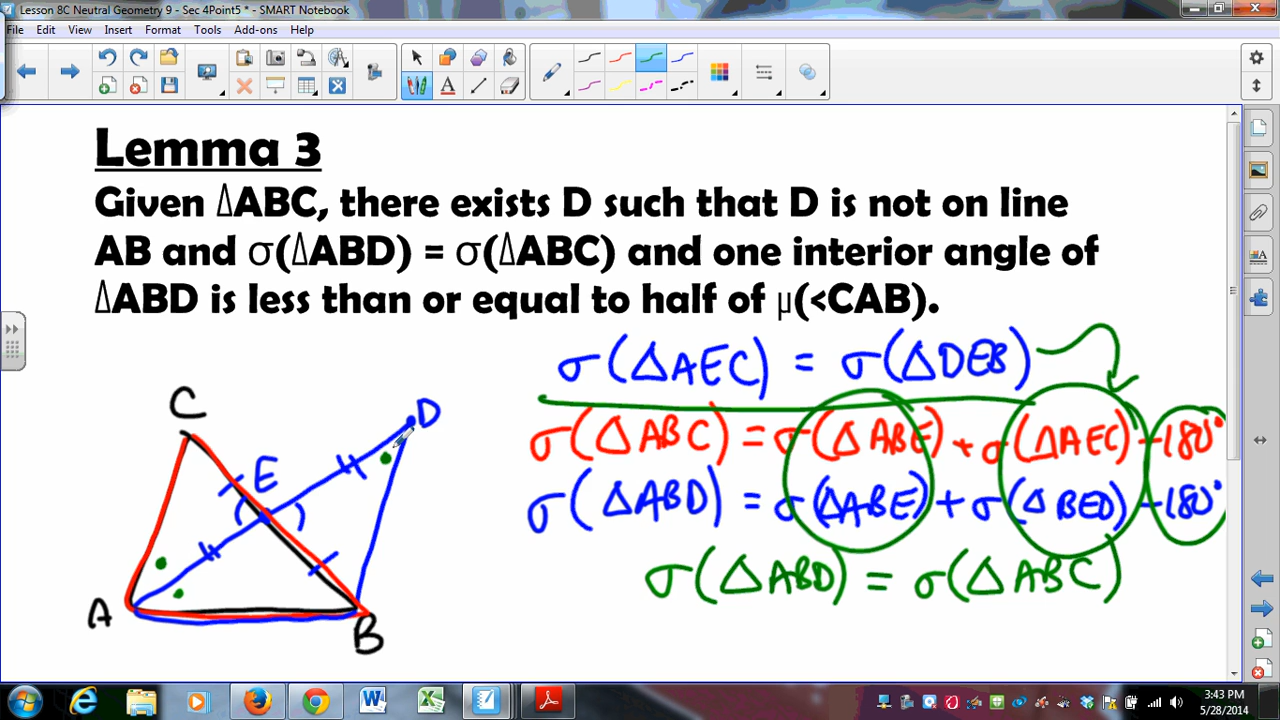 Lesson 8C Neutral Geometry 9 - Sec 4Point5 * - SMART Notebook
File Edit View Insert Format Tools Add-ons Help
Lemma 3
Given ΔABC, there exists D such that D is not on line
AB and σ(ΔABD) = σ(ΔABC) and one interior angle of
ΔABD is less than or equal to half of μ(<CAB).
σ(ΔAEC) = σ(ΔDEB)
σ(ΔABC) = σ(ΔABE) + σ(ΔAEC) - 180°
σ(ΔABD) = σ(ΔABE) + σ(ΔBED) - 180°
σ(ΔABD) = σ(ΔABC)
C
D
E
A
B
3:43 PM
5/28/2014